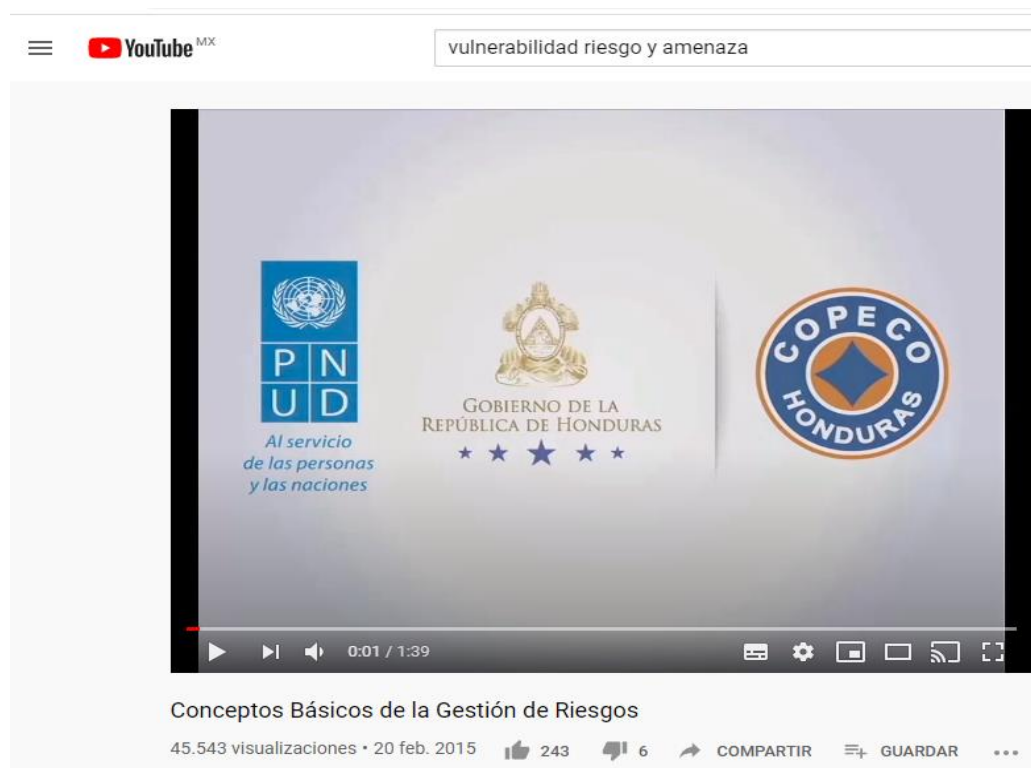 YouTube MX
vulnerabilidad riesgo y amenaza
PNUD
Al servicio
de las personas
y las naciones
GOBIERNO DE LA
REPÚBLICA DE HONDURAS
COPECO
HONDURAS
0:01 / 1:39
Conceptos Básicos de la Gestión de Riesgos
45.543 visualizaciones • 20 feb. 2015 243 6 COMPARTIR GUARDAR